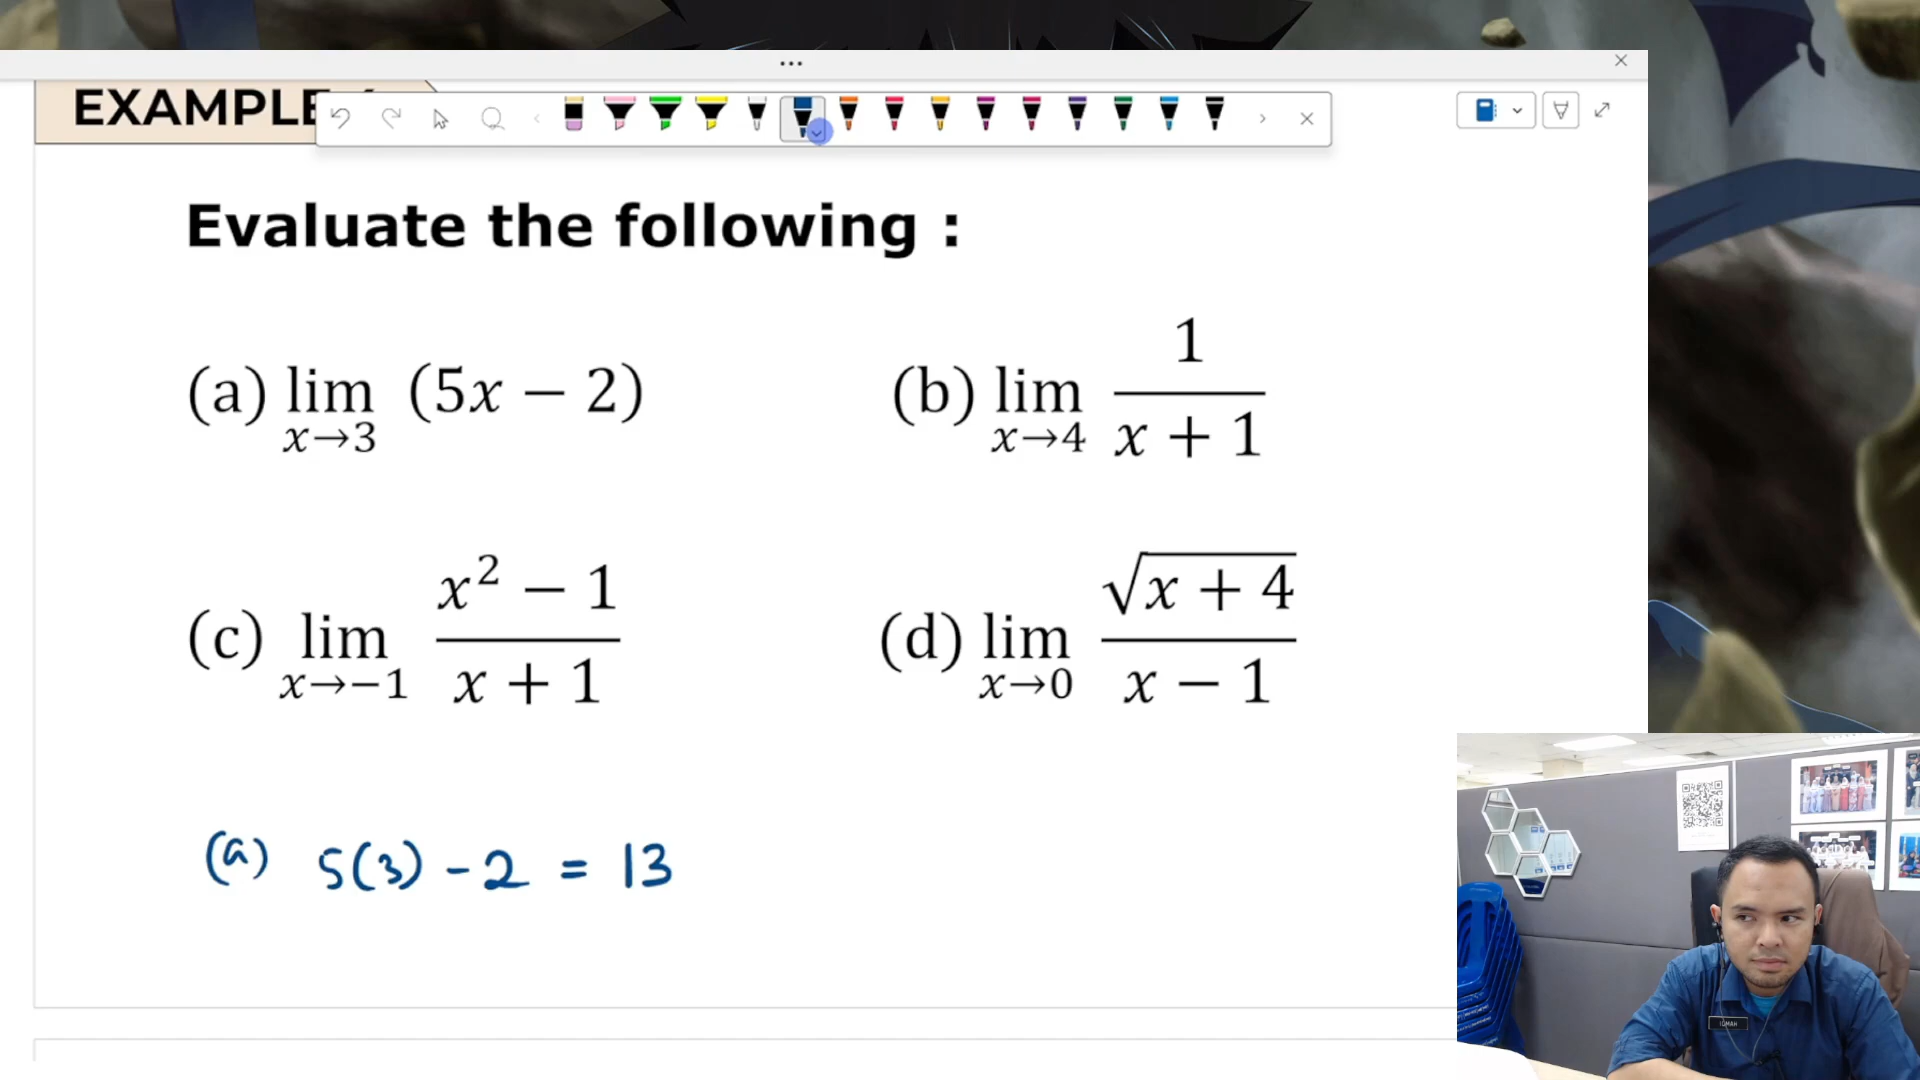 EXAMPLE
Evaluate the following :
(a) lim x→3 (5x − 2)
(b) lim x→4 1/(x + 1)
(c) lim x→−1 (x² − 1)/(x + 1)
(d) lim x→0 √(x + 4)/(x − 1)
(a) 5(3) - 2 = 13